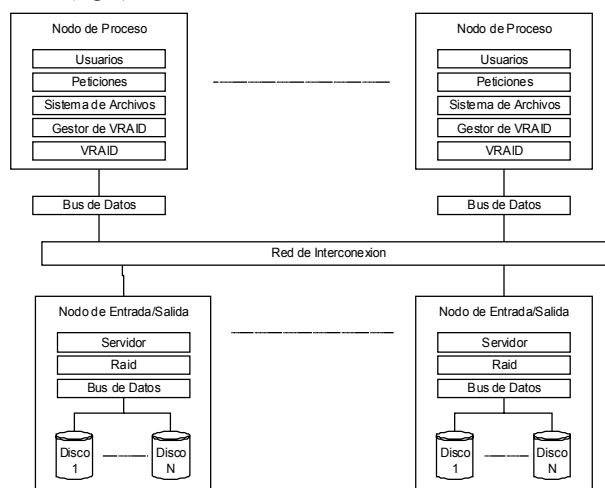 Nodo de Proceso
Usuarios
Peticiones
Sistema de Archivos
Gestor de VRAID
VRAID
Bus de Datos
Nodo de Proceso
Usuarios
Peticiones
Sistema de Archivos
Gestor de VRAID
VRAID
Bus de Datos
Red de Interconexion
Nodo de Entrada/Salida
Servidor
Raid
Bus de Datos
Disco
1
Disco
N
Nodo de Entrada/Salida
Servidor
Raid
Bus de Datos
Disco
1
Disco
N